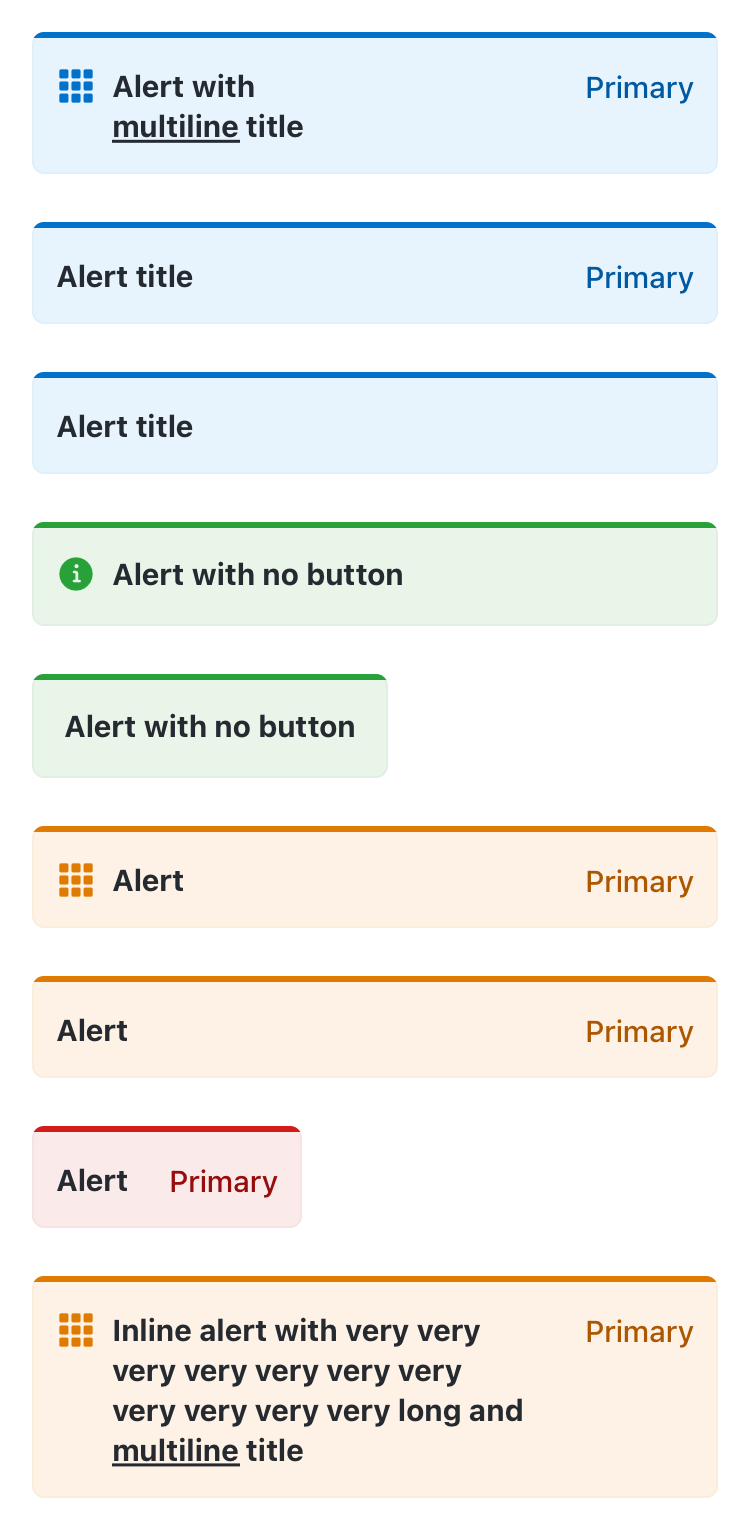 Alert with
multiline title
Primary
Alert title
Primary
Alert title
Alert with no button
Alert with no button
Alert
Primary
Alert
Primary
Alert
Primary
Inline alert with very very
very very very very very
very very very very long and
multiline title
Primary